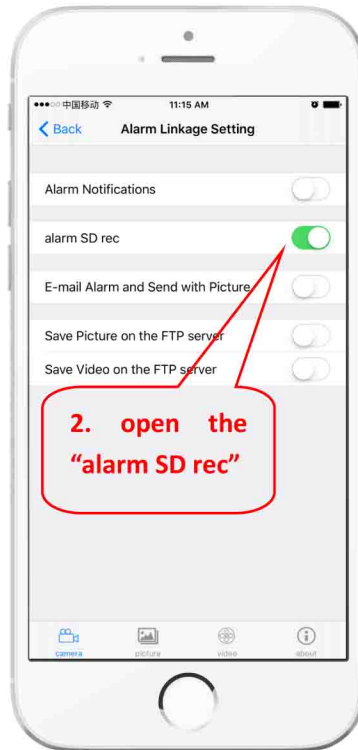 中国移动 11:15 AM
Back Alarm Linkage Setting
Alarm Notifications
alarm SD rec
E-mail Alarm and Send with Picture
Save Picture on the FTP server
Save Video on the FTP server
2. open the
“alarm SD rec”
camera picture video about